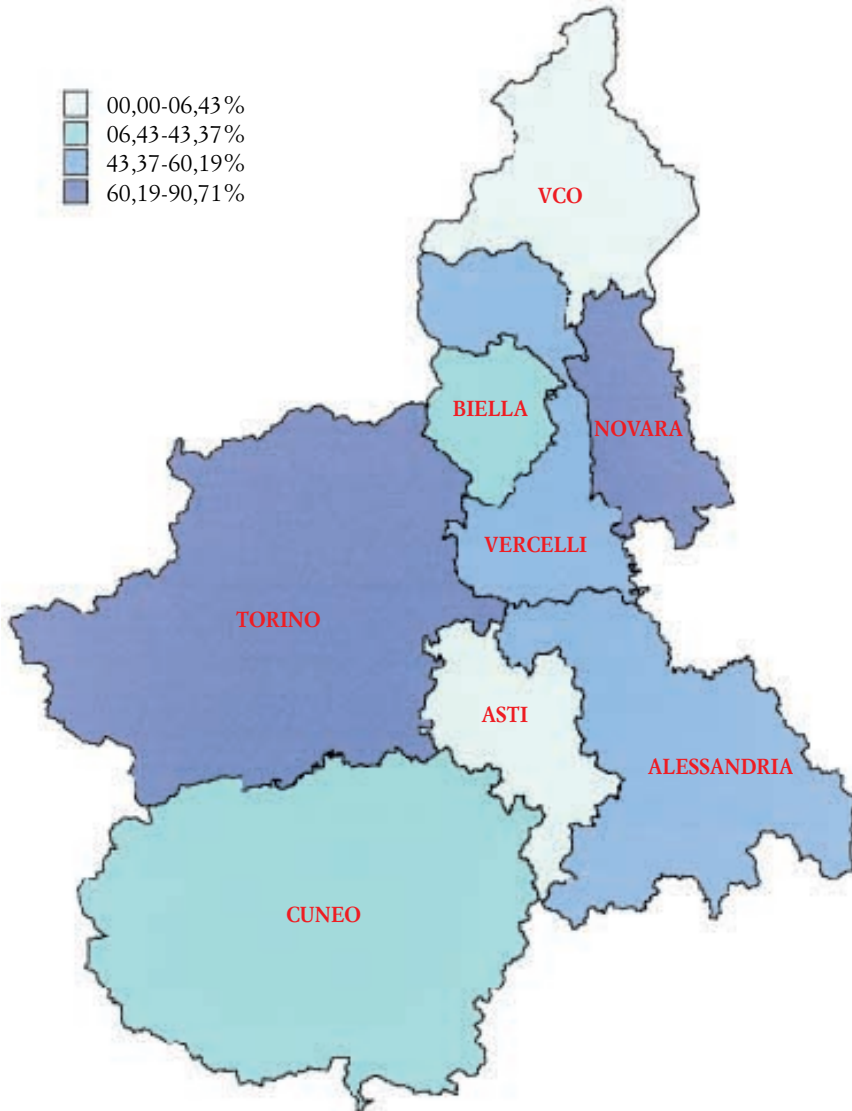 00,00-06,43%
06,43-43,37%
43,37-60,19%
60,19-90,71%
VCO
BIELLA
NOVARA
VERCELLI
TORINO
ASTI
ALESSANDRIA
CUNEO